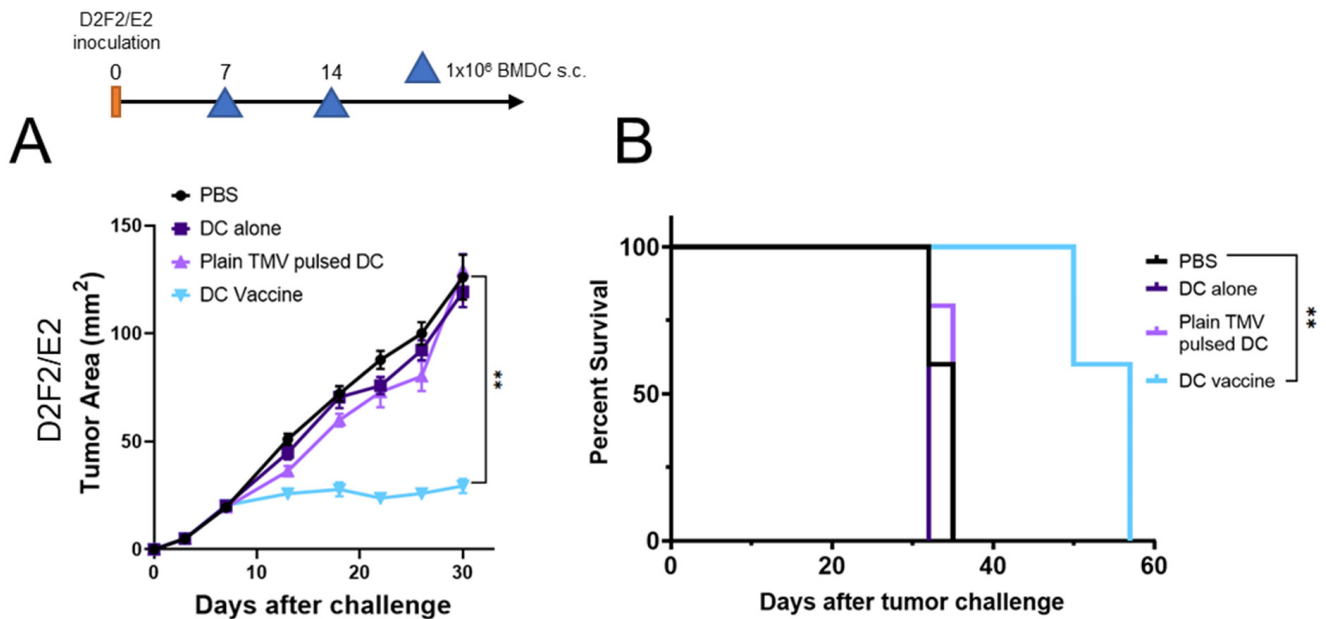 D2F2/E2
inoculation
0
7
14
1x10⁶ BMDC s.c.
A
PBS
DC alone
Plain TMV pulsed DC
DC Vaccine
D2F2/E2
Tumor Area (mm²)
150
100
50
0
**
0
10
20
30
Days after challenge
B
Percent Survival
100
50
0
0
20
40
60
Days after tumor challenge
PBS
DC alone
Plain TMV
pulsed DC
DC vaccine
**